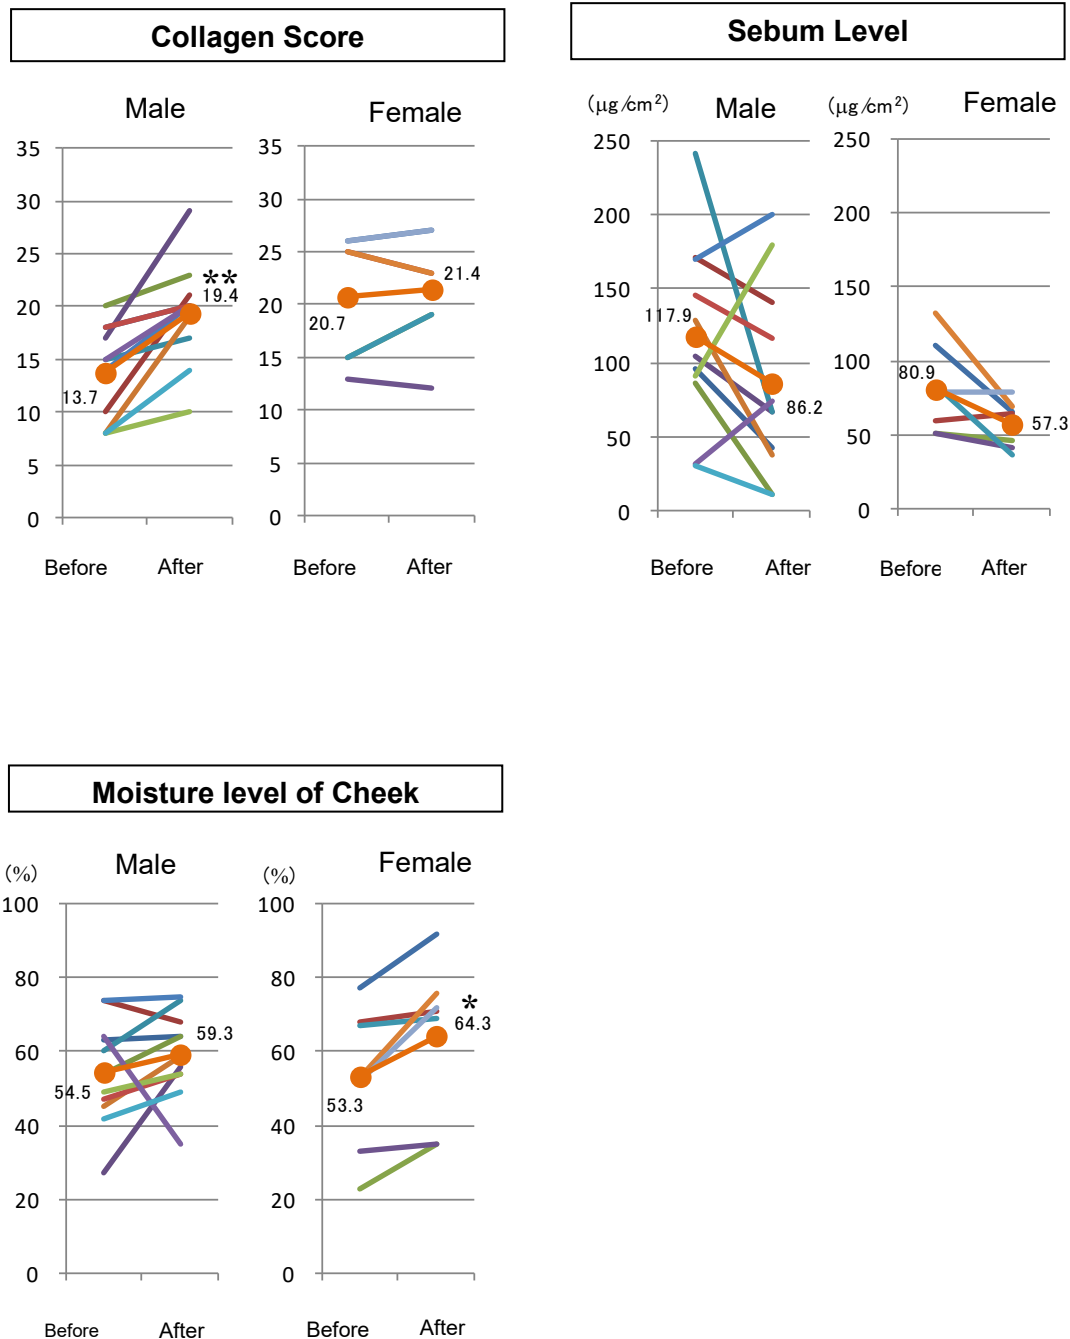 Collagen Score
Male
Female
35
30
25
20
15
10
5
0
13.7
**
19.4
Before
After
35
30
25
20
15
10
5
0
20.7
21.4
Before
After
Sebum Level
(μg/cm²)
Male
(μg/cm²)
Female
250
200
150
100
50
0
117.9
86.2
Before
After
250
200
150
100
50
0
80.9
57.3
Before
After
Moisture level of Cheek
(%)
Male
(%)
Female
100
80
60
40
20
0
54.5
59.3
Before
After
100
80
60
40
20
0
53.3
*
64.3
Before
After